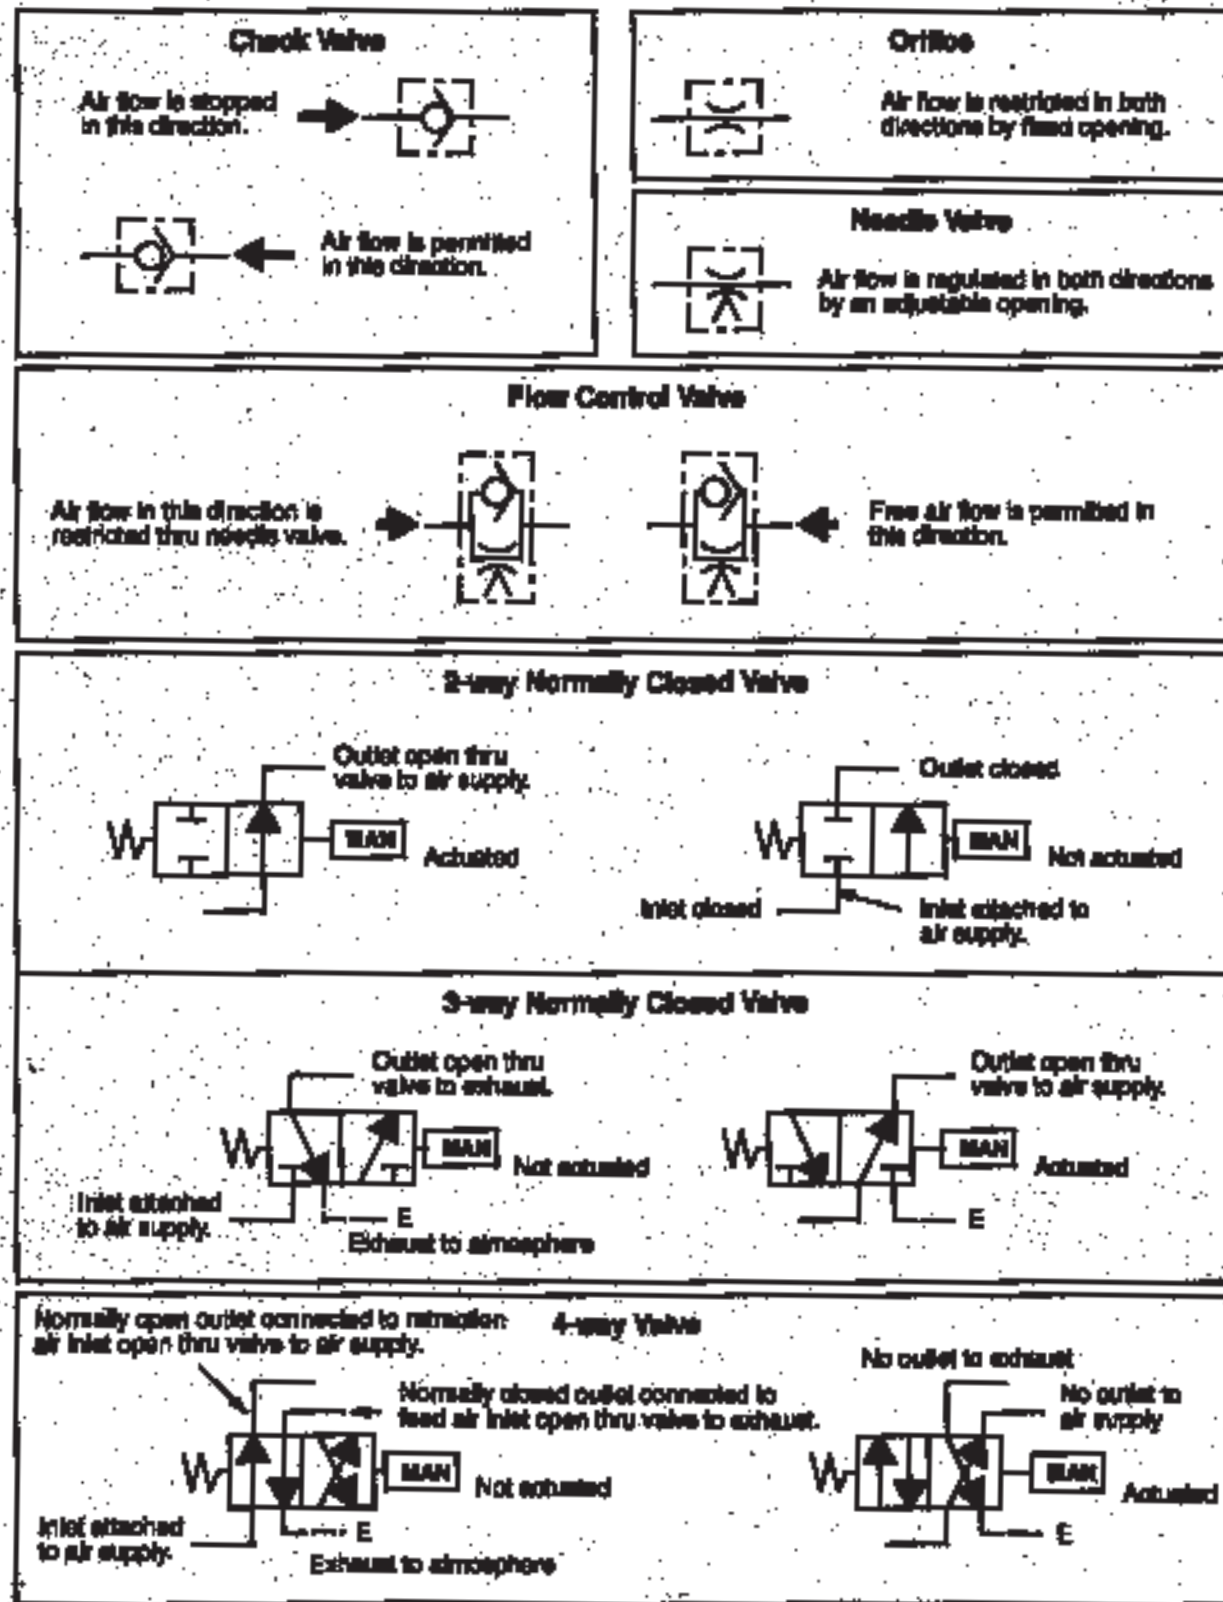 Check Valve
Air flow is stopped
in this direction.
Air flow is permitted
in this direction.
Orifice
Air flow is restricted in both
directions by fixed opening.
Needle Valve
Air flow is regulated in both directions
by an adjustable opening.
Flow Control Valve
Air flow in this direction is
restricted thru needle valve.
Free air flow is permitted in
this direction.
2-way Normally Closed Valve
Outlet open thru
valve to air supply.
MAN
Actuated
Outlet closed
MAN
Not actuated
Inlet closed
Inlet attached to
air supply.
3-way Normally Closed Valve
Outlet open thru
valve to exhaust.
MAN
Not actuated
Inlet attached
to air supply.
E
Exhaust to atmosphere
Outlet open thru
valve to air supply.
MAN
Actuated
E
4-way Valve
Normally open outlet connected to retraction
air inlet open thru valve to air supply.
Normally closed outlet connected to
feed air inlet open thru valve to exhaust.
MAN
Not actuated
Inlet attached
to air supply.
E
Exhaust to atmosphere
No outlet to exhaust
No outlet to
air supply
MAN
Actuated
E